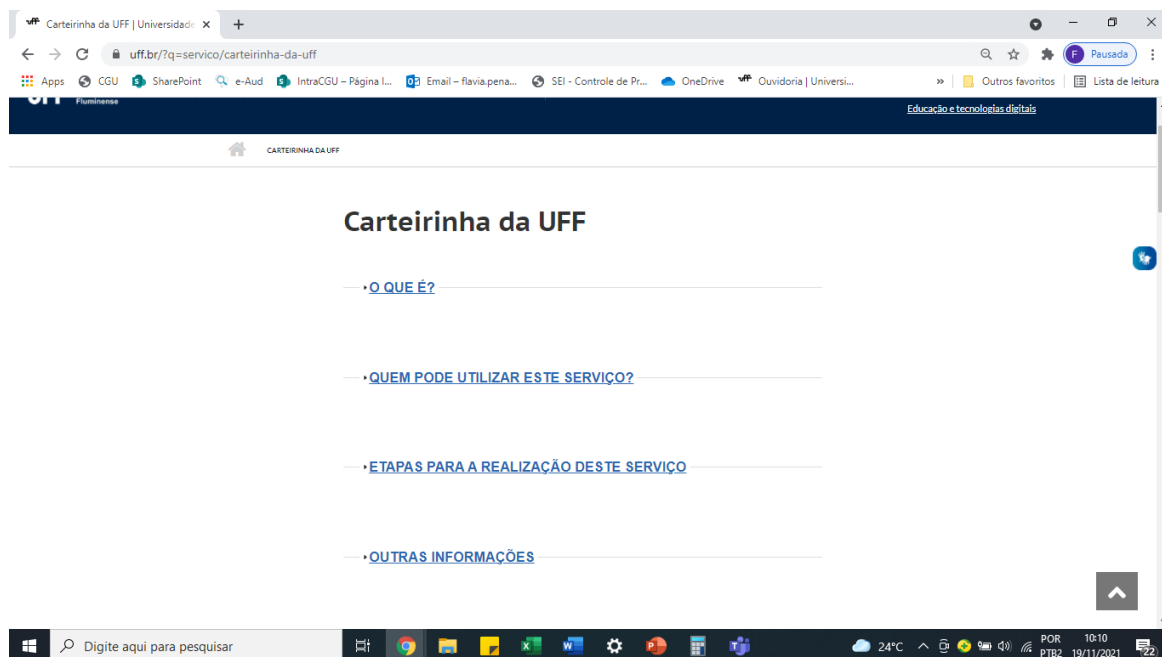 uff Carteirinha da UFF | Universidade
uff.br/?q=servico/carteirinha-da-uff
F Pausada
Apps CGU SharePoint e-Aud IntraCGU – Página I... Email – flavia.pena... SEI - Controle de Pr... OneDrive uff Ouvidoria | Universi... » Outros favoritos Lista de leitura
Fluminense
Educação e tecnologias digitais
CARTEIRINHA DA UFF
Carteirinha da UFF
O QUE É?
QUEM PODE UTILIZAR ESTE SERVIÇO?
ETAPAS PARA A REALIZAÇÃO DESTE SERVIÇO
OUTRAS INFORMAÇÕES
Digite aqui para pesquisar
24°C
POR
PTB2
10:10
19/11/2021
22